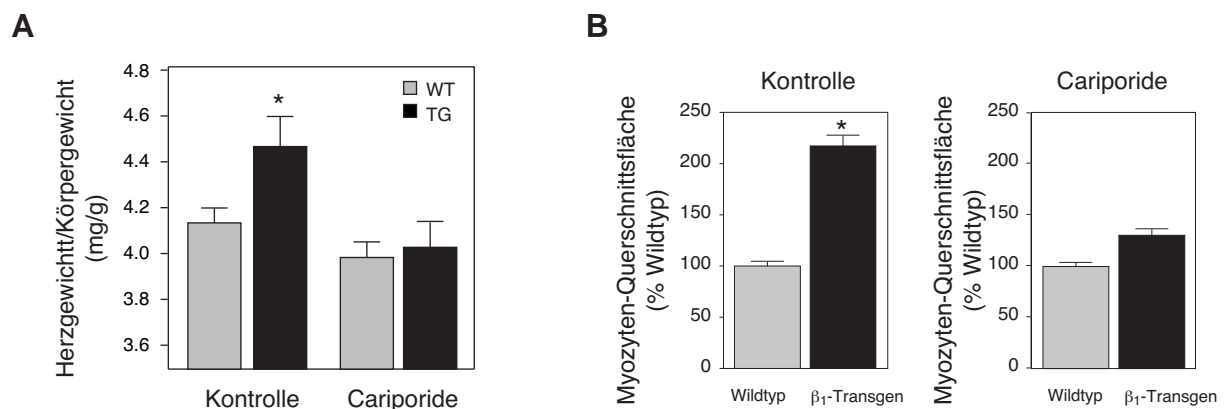 A
Herzgewichtt/Körpergewicht
(mg/g)
4.8
4.6
4.4
4.2
4.0
3.8
3.6
WT
TG
*
Kontrolle
Cariporide
B
Kontrolle
Myozyten-Querschnittsfläche
(% Wildtyp)
250
200
150
100
50
0
*
Wildtyp
β1-Transgen
Cariporide
Myozyten-Querschnittsfläche
(% Wildtyp)
250
200
150
100
50
0
Wildtyp
β1-Transgen